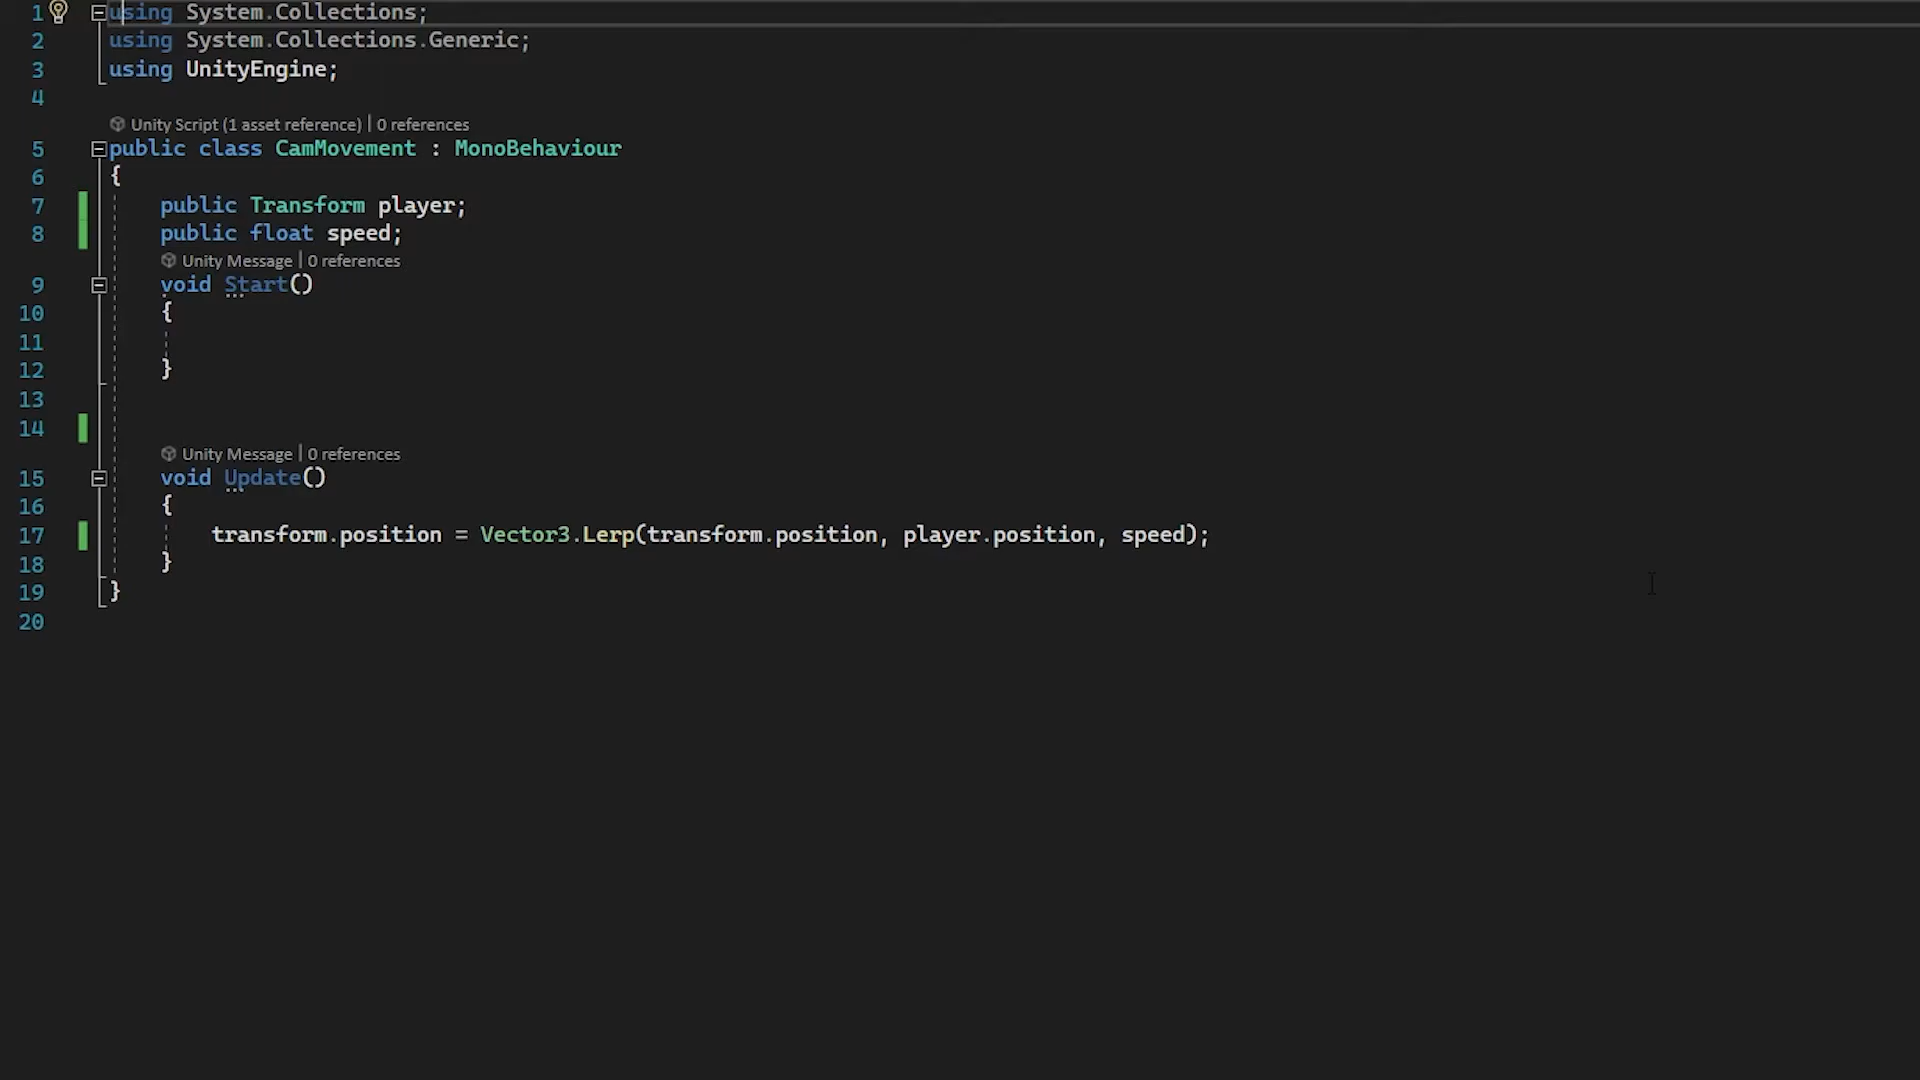 1 using System.Collections;
2 using System.Collections.Generic;
3 using UnityEngine;
4
Unity Script (1 asset reference) | 0 references
5 public class CamMovement : MonoBehaviour
6 {
7 public Transform player;
8 public float speed;
Unity Message | 0 references
9 void Start()
10 {
11
12 }
13
14
Unity Message | 0 references
15 void Update()
16 {
17 transform.position = Vector3.Lerp(transform.position, player.position, speed);
18 }
19 }
20